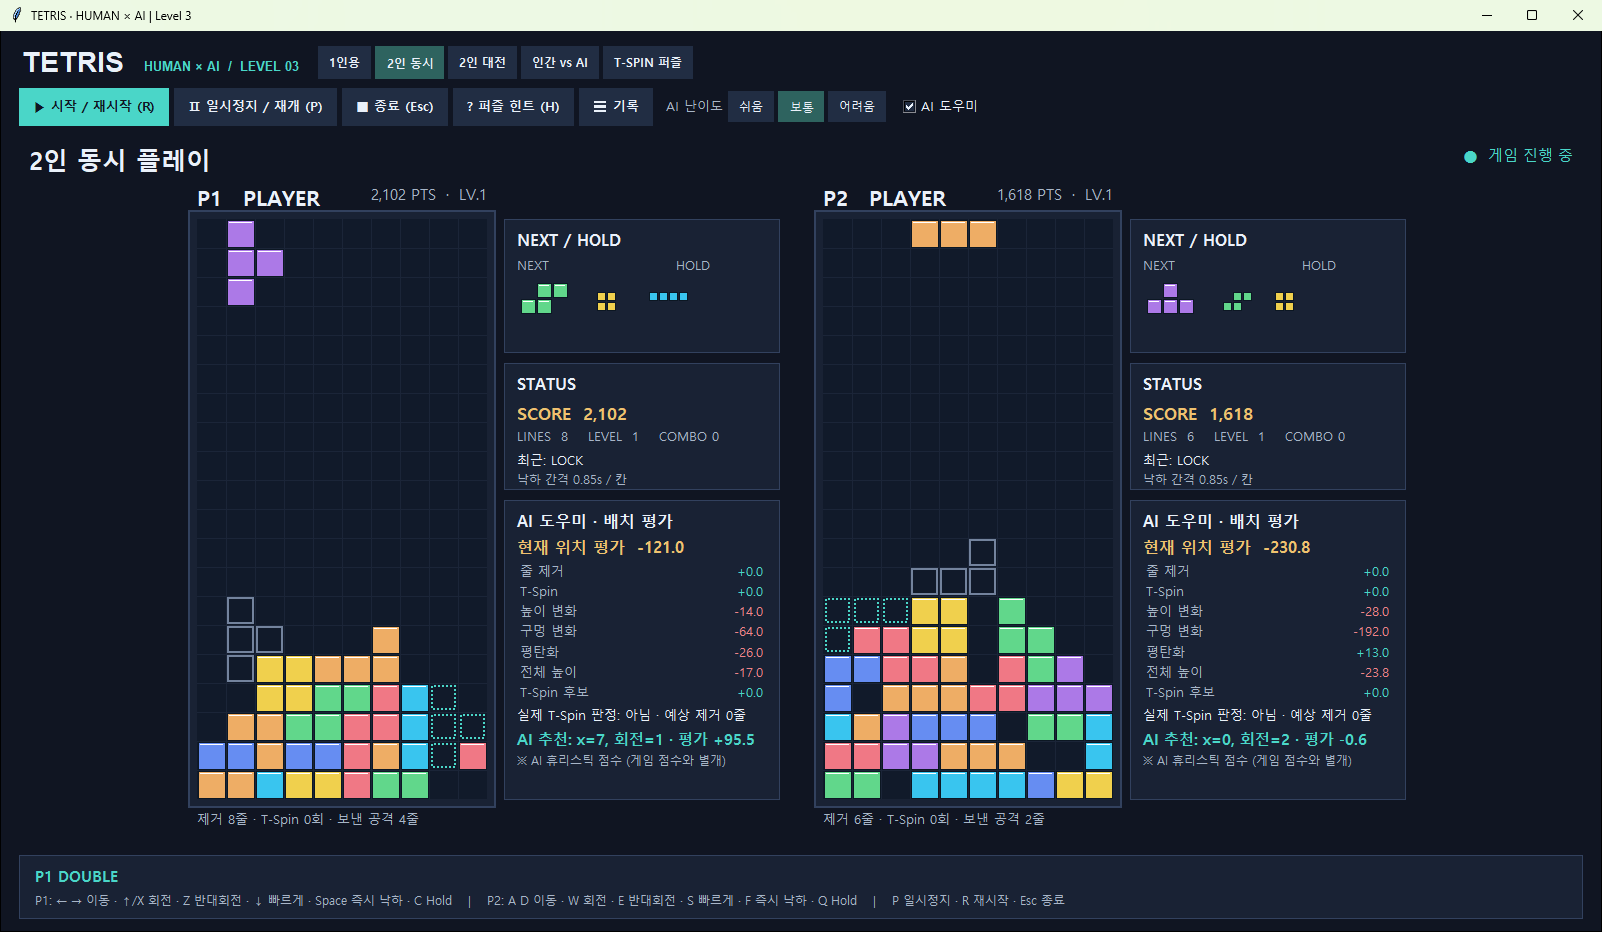 TETRIS · HUMAN × AI | Level 3
TETRIS HUMAN × AI / LEVEL 03 1인용 2인 동시 2인 대전 인간 vs AI T-SPIN 퍼즐
▶ 시작 / 재시작 (R) Ⅱ 일시정지 / 재개 (P) ■ 종료 (Esc) ? 퍼즐 힌트 (H) ☰ 기록 AI 난이도 쉬움 보통 어려움 AI 도우미
2인 동시 플레이
● 게임 진행 중
P1 PLAYER 2,102 PTS · LV.1
NEXT / HOLD
NEXT HOLD
STATUS
SCORE 2,102
LINES 8 LEVEL 1 COMBO 0
최근: LOCK
낙하 간격 0.85s / 칸
AI 도우미 · 배치 평가
현재 위치 평가 -121.0
줄 제거 +0.0
T-Spin +0.0
높이 변화 -14.0
구멍 변화 -64.0
평탄화 -26.0
전체 높이 -17.0
T-Spin 후보 +0.0
실제 T-Spin 판정: 아님 · 예상 제거 0줄
AI 추천: x=7, 회전=1 · 평가 +95.5
※ AI 휴리스틱 점수 (게임 점수와 별개)
제거 8줄 · T-Spin 0회 · 보낸 공격 4줄
P2 PLAYER 1,618 PTS · LV.1
NEXT / HOLD
NEXT HOLD
STATUS
SCORE 1,618
LINES 6 LEVEL 1 COMBO 0
최근: LOCK
낙하 간격 0.85s / 칸
AI 도우미 · 배치 평가
현재 위치 평가 -230.8
줄 제거 +0.0
T-Spin +0.0
높이 변화 -28.0
구멍 변화 -192.0
평탄화 +13.0
전체 높이 -23.8
T-Spin 후보 +0.0
실제 T-Spin 판정: 아님 · 예상 제거 0줄
AI 추천: x=0, 회전=2 · 평가 -0.6
※ AI 휴리스틱 점수 (게임 점수와 별개)
제거 6줄 · T-Spin 0회 · 보낸 공격 2줄
P1 DOUBLE
P1: ← → 이동 · ↑/X 회전 · Z 반대회전 · ↓ 빠르게 · Space 즉시 낙하 · C Hold | P2: A D 이동 · W 회전 · E 반대회전 · S 빠르게 · F 즉시 낙하 · Q Hold | P 일시정지 · R 재시작 · Esc 종료